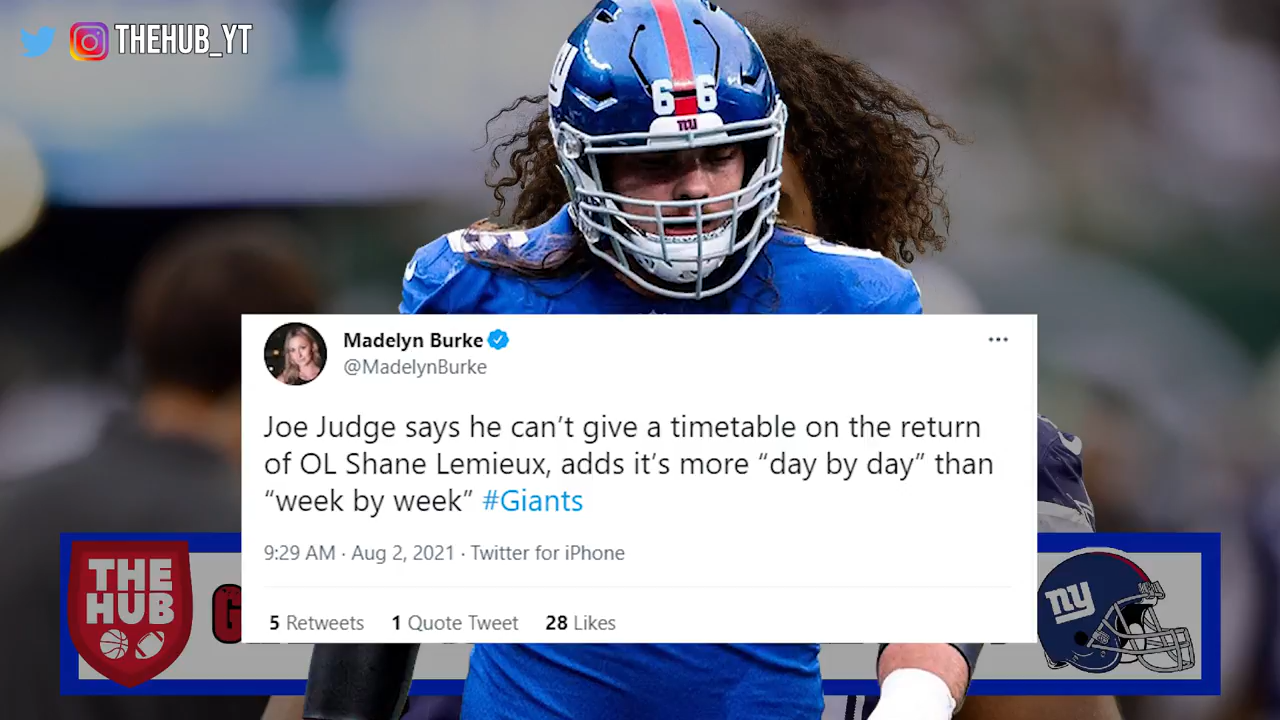 THEHUB_YT
66
ny
Madelyn Burke
@MadelynBurke
Joe Judge says he can’t give a timetable on the return
of OL Shane Lemieux, adds it’s more “day by day” than
“week by week” #Giants
9:29 AM · Aug 2, 2021 · Twitter for iPhone
5 Retweets 1 Quote Tweet 28 Likes
THE
HUB
G
ny